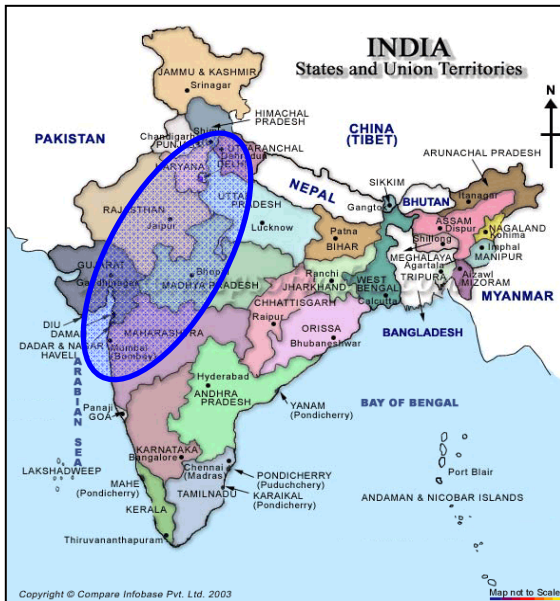 INDIA
States and Union Territories
N
JAMMU & KASHMIR
Srinagar
HIMACHAL
PRADESH
Shimla
PAKISTAN
Chandigarh
PUNJAB
CHINA
(TIBET)
UTTARANCHAL
Dehradun
HARYANA
DELHI
ARUNACHAL PRADESH
Itanagar
SIKKIM
Gangtok
BHUTAN
NEPAL
UTTAR
PRADESH
Lucknow
RAJASTHAN
Jaipur
ASSAM
Dispur
NAGALAND
Kohima
Shillong
MEGHALAYA
Imphal
MANIPUR
Agartala
TRIPURA
Aizawl
MIZORAM
Patna
BIHAR
MYANMAR
GUJARAT
Gandhinagar
Bhopal
MADHYA PRADESH
Ranchi
JHARKHAND
WEST
BENGAL
Calcutta
CHHATTISGARH
Raipur
BANGLADESH
DIU
DAMAN
DADAR & NAGAR
HAVELI
MAHARASHTRA
Mumbai
(Bombay)
ORISSA
Bhubaneshwar
ARABIAN SEA
Hyderabad
ANDHRA
PRADESH
YANAM
(Pondicherry)
BAY OF BENGAL
Panaji
GOA
KARNATAKA
Bangalore
Chennai
(Madras)
PONDICHERRY
(Puduchery)
LAKSHADWEEP
MAHE
(Pondicherry)
KARAIKAL
(Pondicherry)
TAMILNADU
KERALA
Port Blair
ANDAMAN & NICOBAR ISLANDS
Thiruvananthapuram
Copyright © Compare Infobase Pvt. Ltd. 2003
Map not to Scale